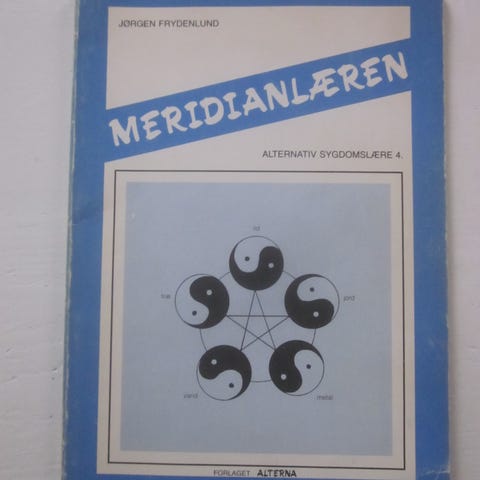 JØRGEN FRYDENLUND
MERIDIANLÆREN
ALTERNATIV SYGDOMSLÆRE 4.
ild
træ
jord
vand
metal
FORLAGET ALTERNA